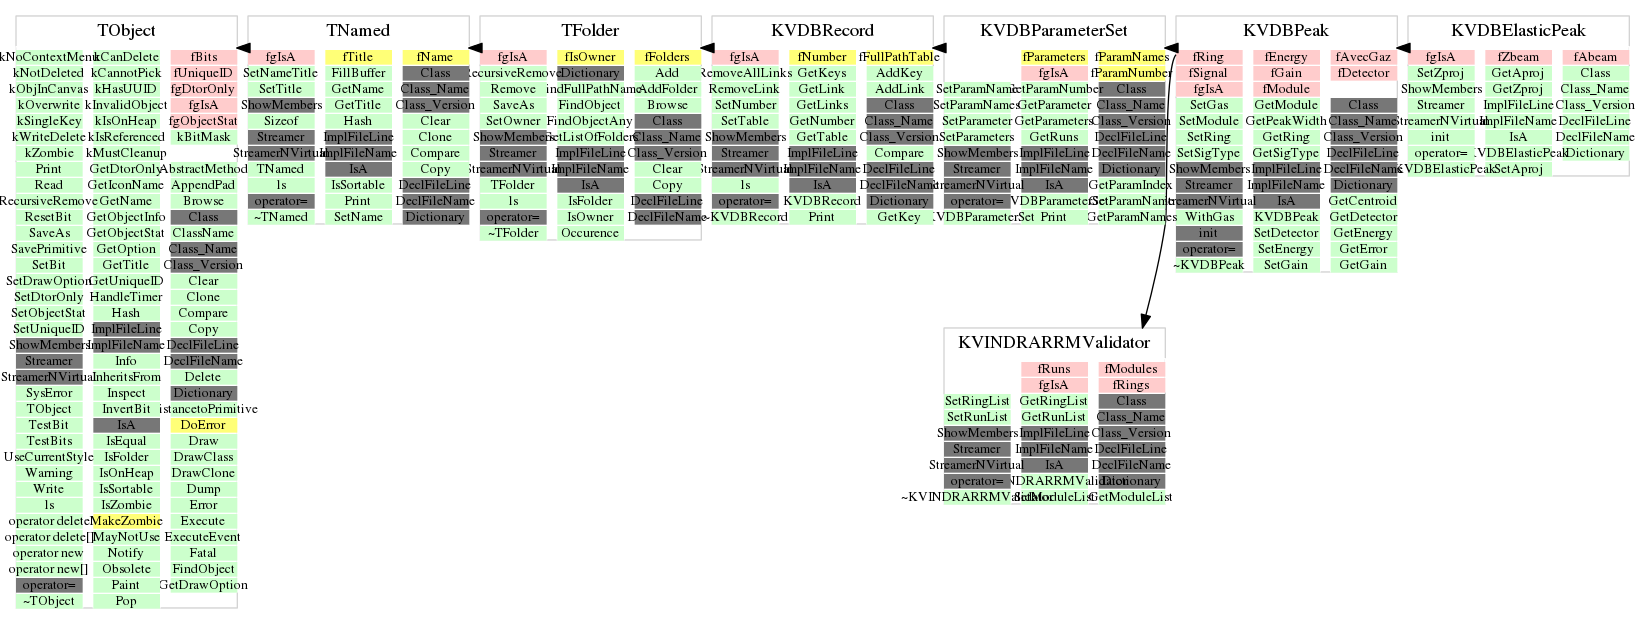 TObject TNamed TFolder KVDBRecord KVDBParameterSet KVDBPeak KVDBElasticPeak
kNoContextMenu kCanDelete fBits
kNotDeleted kCannotPick fUniqueID
kObjInCanvas kHasUUID fgDtorOnly
kOverwrite kInvalidObject fgIsA
kSingleKey kIsOnHeap fgObjectStat
kWriteDelete kIsReferenced kBitMask
kZombie kMustCleanup
Print GetDtorOnly AbstractMethod
Read GetIconName AppendPad
RecursiveRemove GetName Browse
ResetBit GetObjectInfo Class
SaveAs GetObjectStat ClassName
SavePrimitive GetOption Class_Name
SetBit GetTitle Class_Version
SetDrawOption GetUniqueID Clear
SetDtorOnly HandleTimer Clone
SetObjectStat Hash Compare
SetUniqueID ImplFileLine Copy
ShowMembers ImplFileName DeclFileLine
Streamer Info DeclFileName
StreamerNVirtual InheritsFrom Delete
SysError Inspect Dictionary
TObject InvertBit istancetoPrimitive
TestBit IsA DoError
TestBits IsEqual Draw
UseCurrentStyle IsFolder DrawClass
Warning IsOnHeap DrawClone
Write IsSortable Dump
ls IsZombie Error
operator delete MakeZombie Execute
operator delete[] MayNotUse ExecuteEvent
operator new Notify Fatal
operator new[] Obsolete FindObject
operator= Paint GetDrawOption
~TObject Pop
fgIsA fTitle fName
SetNameTitle FillBuffer Class
SetTitle GetName Class_Name
ShowMembers GetTitle Class_Version
Sizeof Hash Clear
Streamer ImplFileLine Clone
StreamerNVirtual ImplFileName Compare
TNamed IsA Copy
ls IsSortable DeclFileLine
operator= Print DeclFileName
~TNamed SetName Dictionary
fgIsA fIsOwner fFolders
RecursiveRemove Dictionary Add
Remove indFullPathName AddFolder
SaveAs FindObject Browse
SetOwner FindObjectAny Class
ShowMembers GetListOfFolders Class_Name
Streamer ImplFileLine Class_Version
StreamerNVirtual ImplFileName Clear
TFolder IsA Copy
ls IsFolder DeclFileLine
operator= IsOwner DeclFileName
~TFolder Occurence
fgIsA fNumber fFullPathTable
RemoveAllLinks GetKeys AddKey
RemoveLink GetLink AddLink
SetNumber GetLinks Class
SetTable GetNumber Class_Name
ShowMembers GetTable Class_Version
Streamer ImplFileLine Compare
StreamerNVirtual ImplFileName DeclFileLine
ls IsA DeclFileName
operator= KVDBRecord Dictionary
~KVDBRecord Print GetKey
fParameters fParamNames
fgIsA fParamNumber
SetParamName GetParamNumber Class
SetParamNames GetParameter Class_Name
SetParameter GetParameters Class_Version
SetParameters GetRuns DeclFileLine
ShowMembers ImplFileLine DeclFileName
Streamer ImplFileName Dictionary
StreamerNVirtual IsA GetParamIndex
operator= KVDBParameterSet GetParamName
KVDBParameterSet Print GetParamNames
fRing fEnergy fAvecGaz
fSignal fGain fDetector
fgIsA fModule
SetGas GetModule Class
SetModule GetPeakWidth Class_Name
SetRing GetRing Class_Version
SetSigType GetSigType DeclFileLine
ShowMembers ImplFileLine DeclFileName
Streamer ImplFileName Dictionary
StreamerNVirtual IsA GetCentroid
WithGas KVDBPeak GetDetector
init SetDetector GetEnergy
operator= SetEnergy GetError
~KVDBPeak SetGain GetGain
fgIsA fZbeam fAbeam
SetZproj GetAproj Class
ShowMembers GetZproj Class_Name
Streamer ImplFileLine Class_Version
StreamerNVirtual ImplFileName DeclFileLine
init IsA DeclFileName
operator= KVDBElasticPeak Dictionary
KVDBElasticPeak SetAproj
KVINDRARRMValidator
fRuns fModules
fgIsA fRings
SetRingList GetRingList Class
SetRunList GetRunList Class_Name
ShowMembers ImplFileLine Class_Version
Streamer ImplFileName DeclFileLine
StreamerNVirtual IsA DeclFileName
operator= NDRARRMValidator Dictionary
~KVINDRARRMValidator SetModuleList GetModuleList